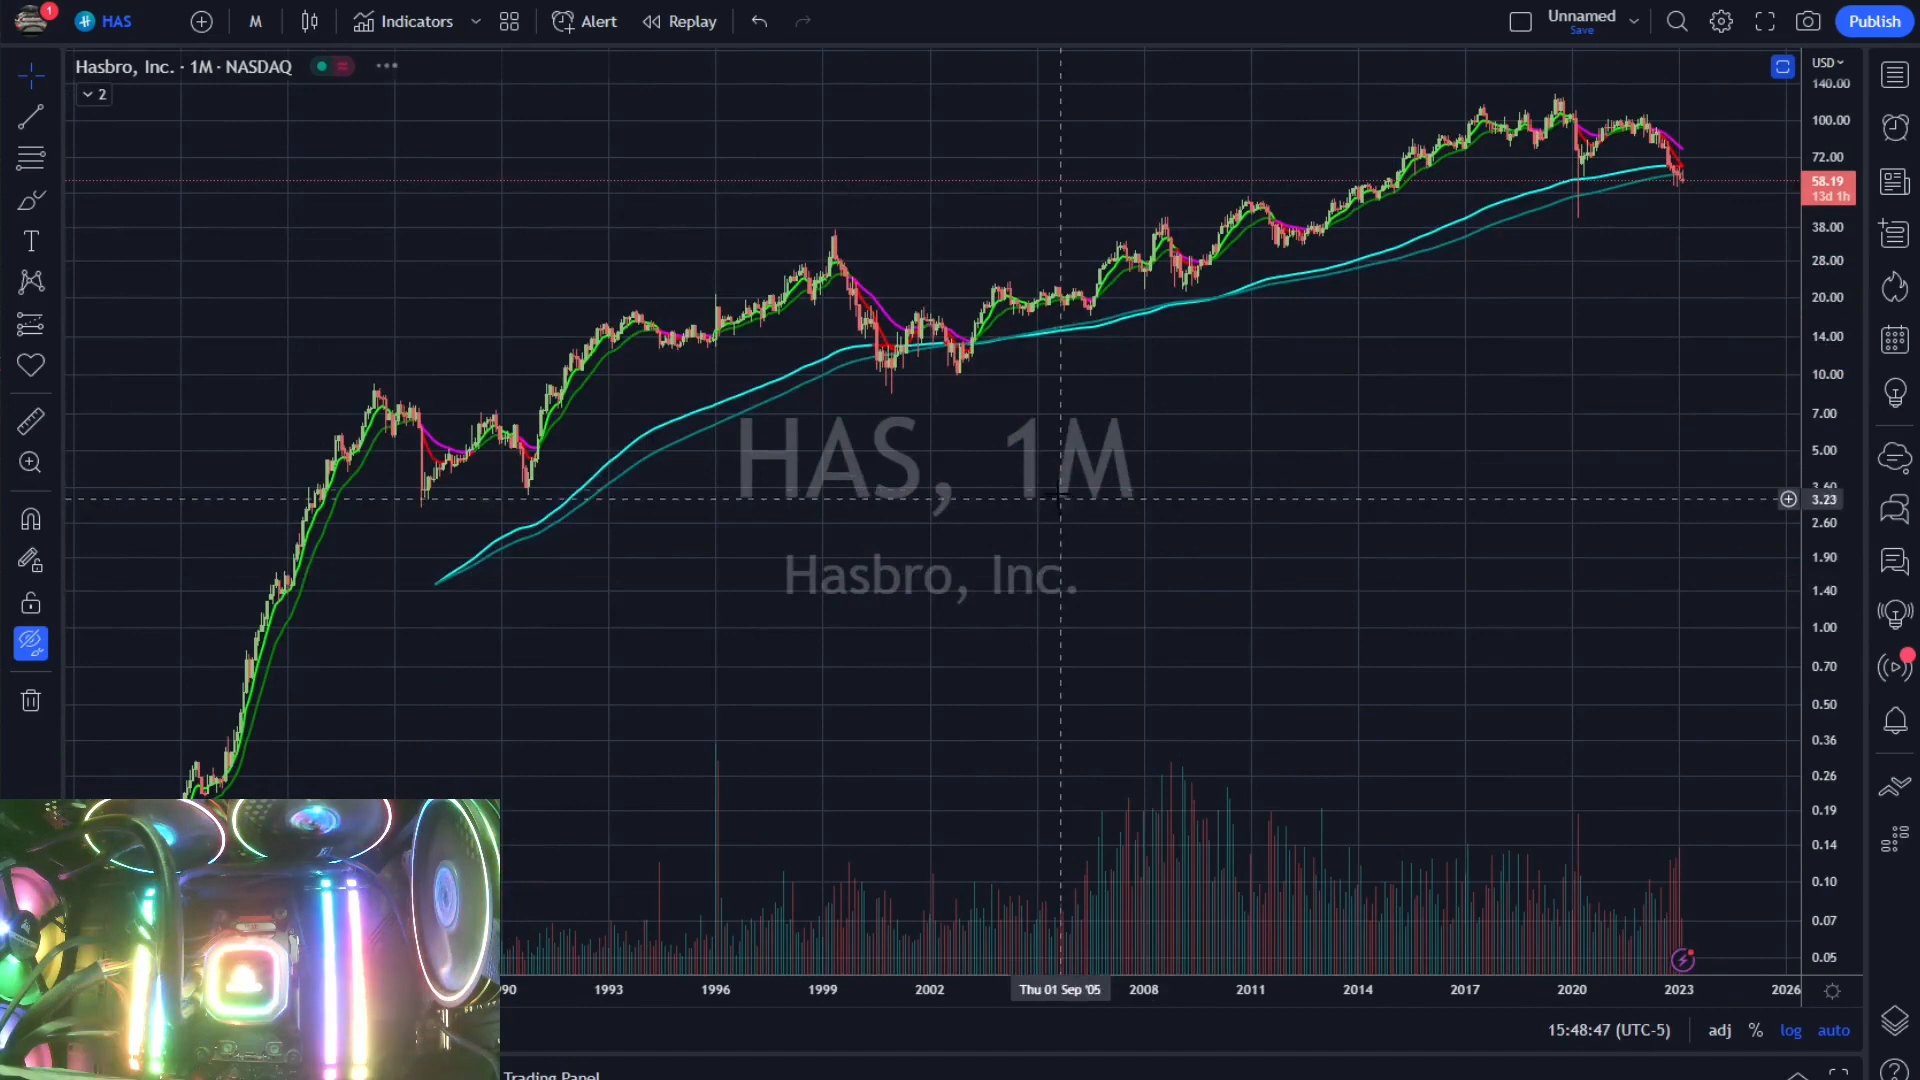 1
HAS
M
Indicators
Alert
Replay
Unnamed
Save
Publish
Hasbro, Inc. · 1M · NASDAQ
2
USD
140.00
100.00
72.00
58.19
13d 1h
38.00
28.00
20.00
14.00
10.00
7.00
5.00
3.60
3.23
2.60
1.90
1.40
1.00
0.70
0.50
0.36
0.26
0.19
0.14
0.10
0.07
0.05
HAS, 1M
Hasbro, Inc.
90
1993
1996
1999
2002
Thu 01 Sep '05
2008
2011
2014
2017
2020
2023
2026
15:48:47 (UTC-5)
adj
%
log
auto
Trading Panel